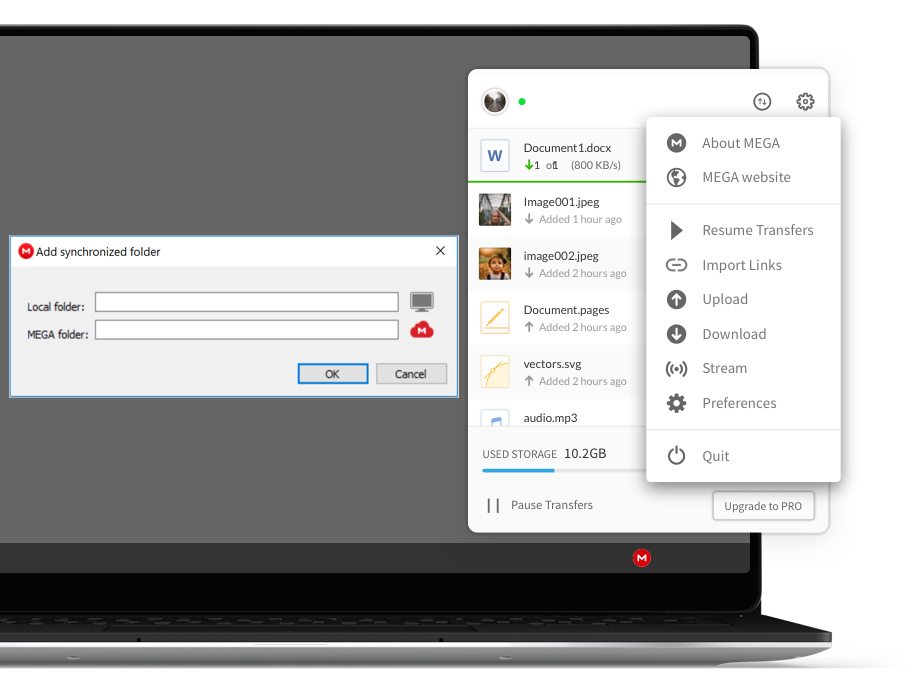 Add synchronized folder
Local folder:
MEGA folder:
OK
Cancel
W
Document1.docx
1 of1 (800 KB/s)
Image001.jpeg
Added 1 hour ago
image002.jpeg
Added 2 hours ago
Document.pages
Added 2 hours ago
vectors.svg
Added 2 hours ago
audio.mp3
USED STORAGE 10.2GB
Pause Transfers
Upgrade to PRO
M About MEGA
MEGA website
Resume Transfers
Import Links
Upload
Download
Stream
Preferences
Quit
M